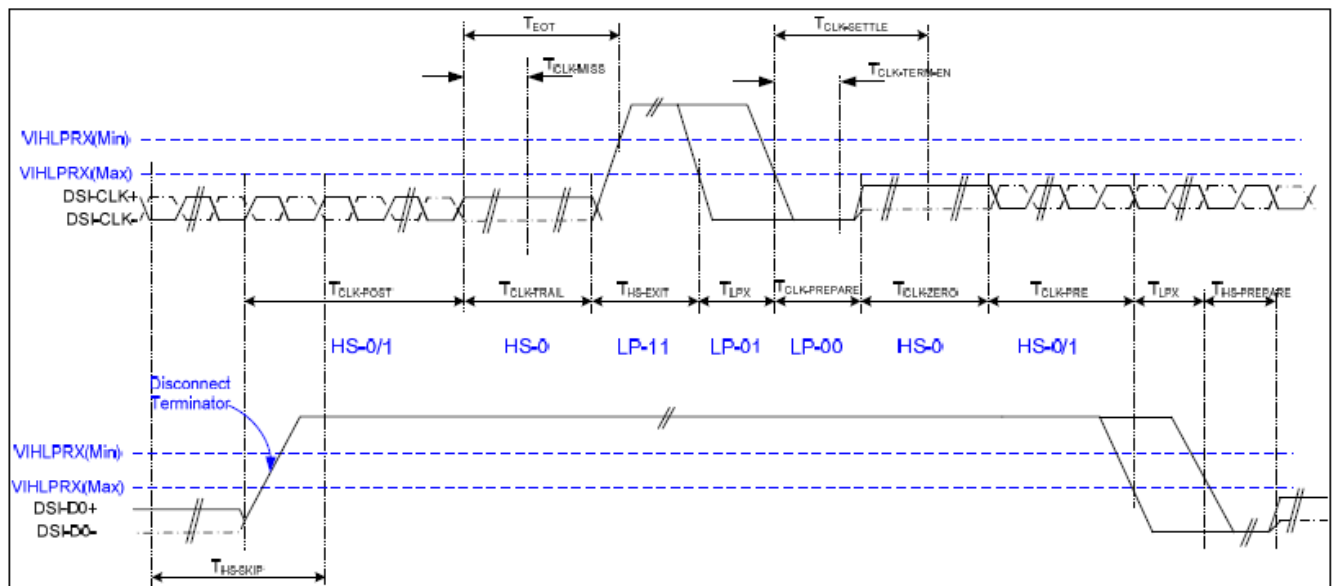 TEOT
TCLK-SETTLE
TCLK-MISS
TCLK-TERM-EN
VIHLPRX(Min)
VIHLPRX(Max)
DSI-CLK+
DSI-CLK-
TCLK-POST
TCLK-TRAIL
THS-EXIT
TLPX
TCLK-PREPARE
TCLK-ZERO
TCLK-PRE
TLPX
THS-PREPARE
HS-0/1
HS-0
LP-11
LP-01
LP-00
HS-0
HS-0/1
Disconnect
Terminator
VIHLPRX(Min)
VIHLPRX(Max)
DSI-D0+
DSI-D0-
THS-SKIP